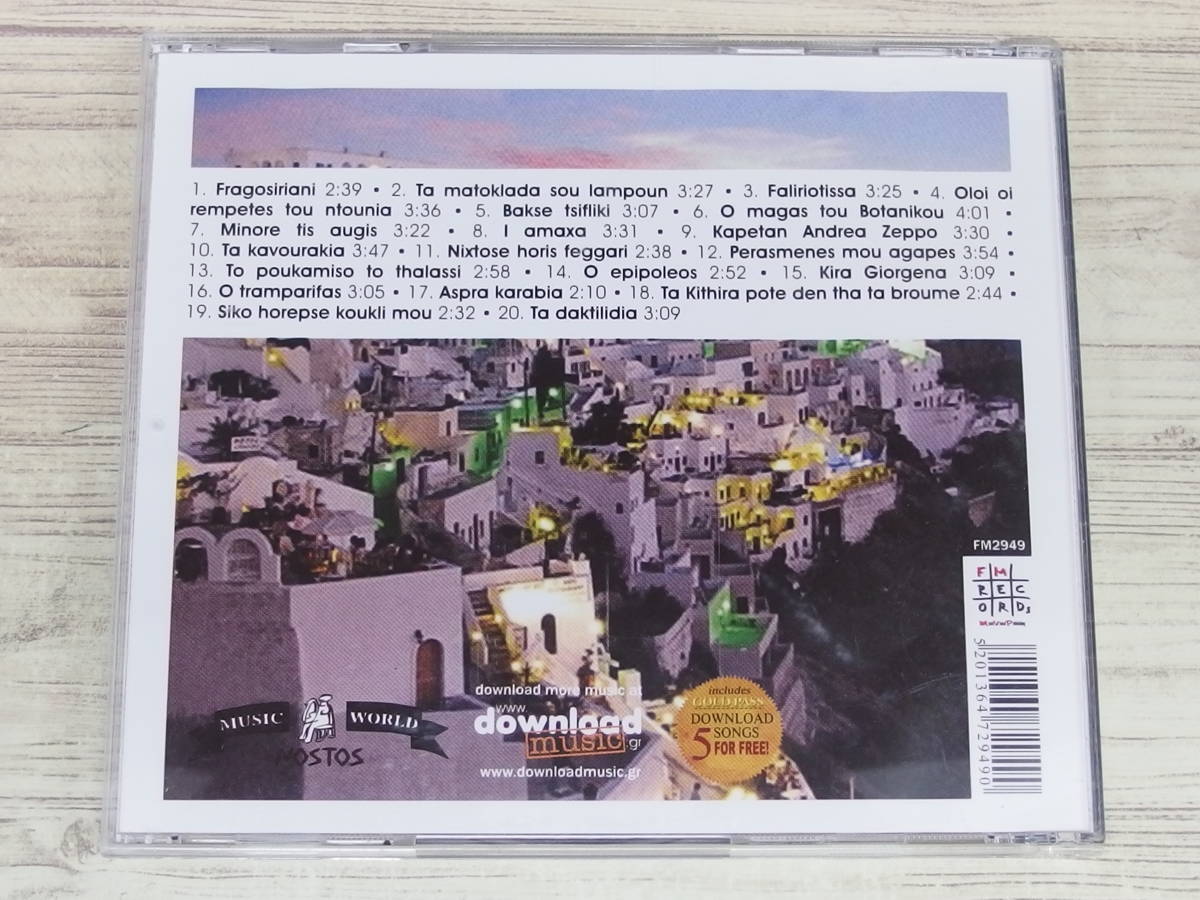 1. Fragosiriani 2:39 • 2. Ta matoklada sou lampoun 3:27 • 3. Faliriotissa 3:25 • 4. Oloi oi
rempetes tou ntounia 3:36 • 5. Bakse tsifliki 3:07 • 6. O magas tou Botanikou 4:01 •
7. Minore tis augis 3:22 • 8. I amaxa 3:31 • 9. Kapetan Andrea Zeppo 3:30 •
10. Ta kavourakia 3:47 • 11. Nixtose horis feggari 2:38 • 12. Perasmenes mou agapes 3:54 •
13. To poukamiso to thalassi 2:58 • 14. O epipoleos 2:52 • 15. Kira Giorgena 3:09 •
16. O tramparifas 3:05 • 17. Aspra karabia 2:10 • 18. Ta Kithira pote den tha ta broume 2:44 •
19. Siko horepse koukli mou 2:32 • 20. Ta daktilidia 3:09
FM2949
FM
REC
ORDs
5201364729490
MUSIC WORLD
NOSTOS
download more music at
www.
download
music.gr
www.downloadmusic.gr
includes
GOLD PASS
DOWNLOAD
SONGS
5 FOR FREE!